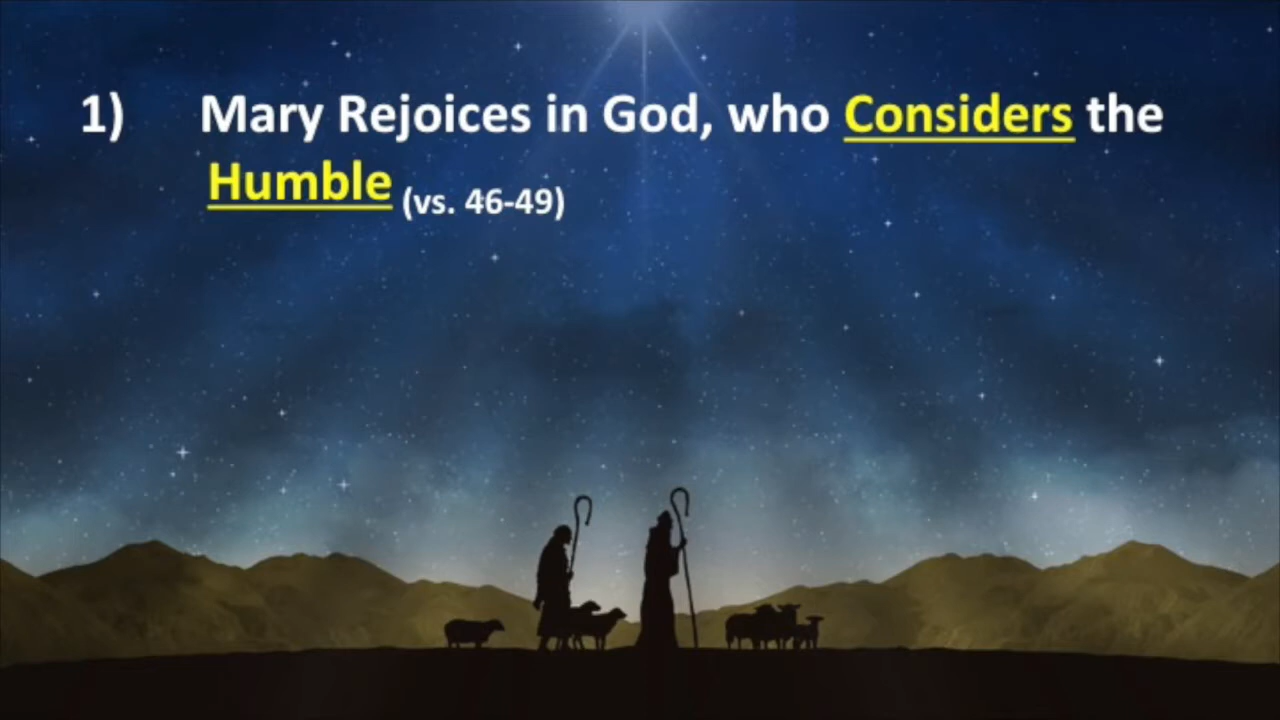 1) Mary Rejoices in God, who Considers the
Humble (vs. 46-49)